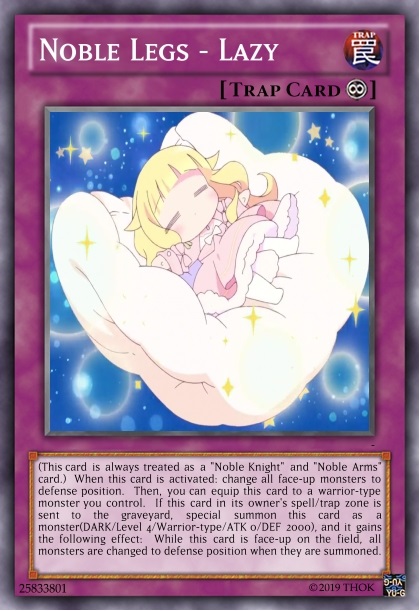 NOBLE LEGS - LAZY
TRAP
罠
[TRAP CARD ]
-
(This card is always treated as a "Noble Knight" and "Noble Arms"
card.) When this card is activated: change all face-up monsters to
defense position. Then, you can equip this card to a warrior-type
monster you control. If this card in its owner's spell/trap zone is
sent to the graveyard, special summon this card as a
monster(DARK/Level 4/Warrior-type/ATK 0/DEF 2000), and it gains
the following effect: While this card is face-up on the field, all
monsters are changed to defense position when they are summoned.
25833801
©2019 THOK
YU-G
YU-G